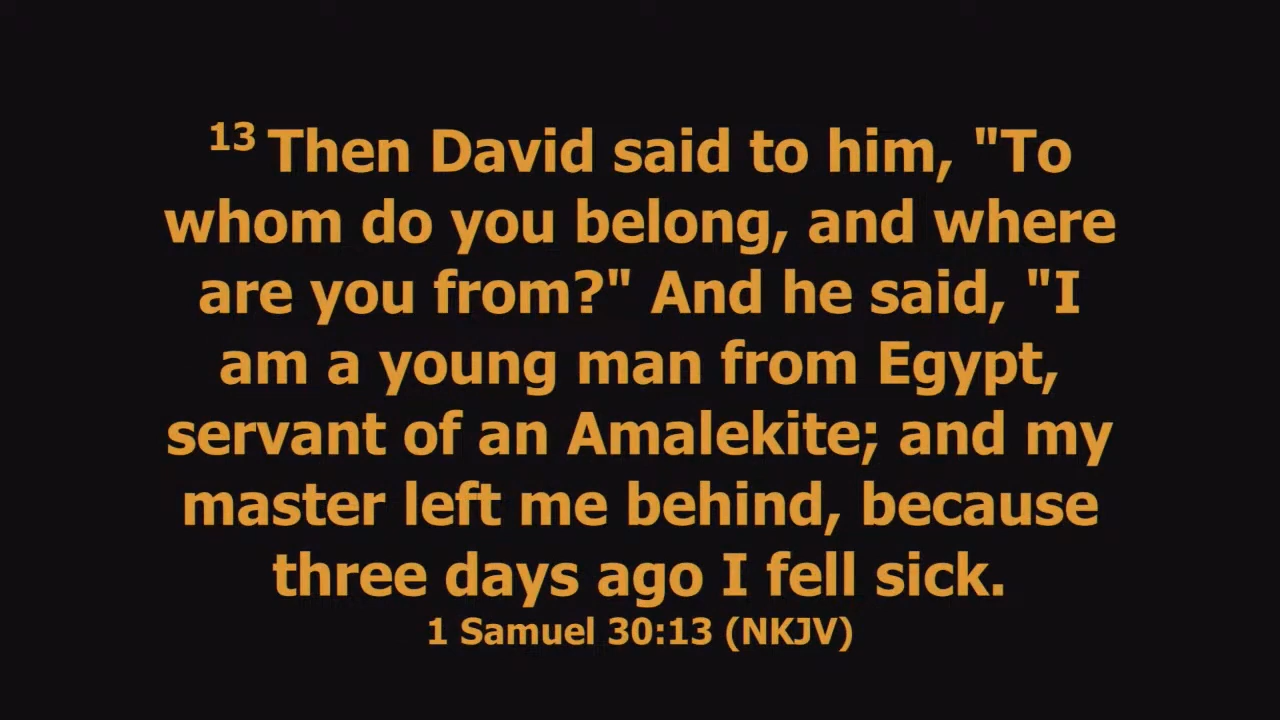 13 Then David said to him, "To
whom do you belong, and where
are you from?" And he said, "I
am a young man from Egypt,
servant of an Amalekite; and my
master left me behind, because
three days ago I fell sick.
1 Samuel 30:13 (NKJV)